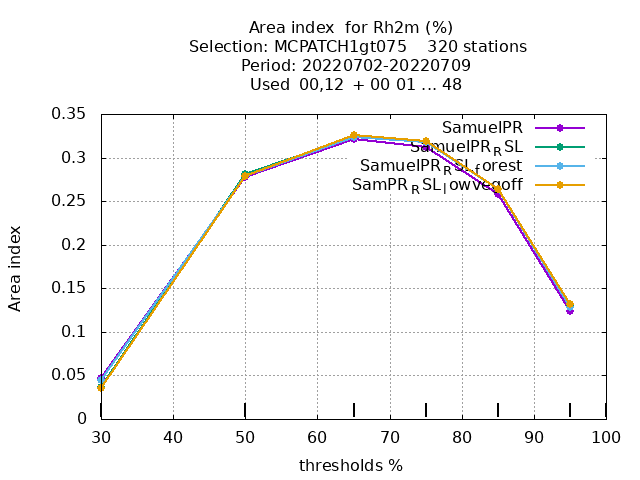 Area index  for Rh2m (%)
Selection: MCPATCH1gt075    320 stations
Period: 20220702-20220709
Used  00,12  + 00 01 ... 48
0.35
0.3
0.25
0.2
0.15
0.1
0.05
0
30 40 50 60 70 80 90 100
Area index
thresholds %
SamuelPR
SamuelPR_RSL
SamuelPR_RSL_forest
SamPR_RSL_lowvegoff